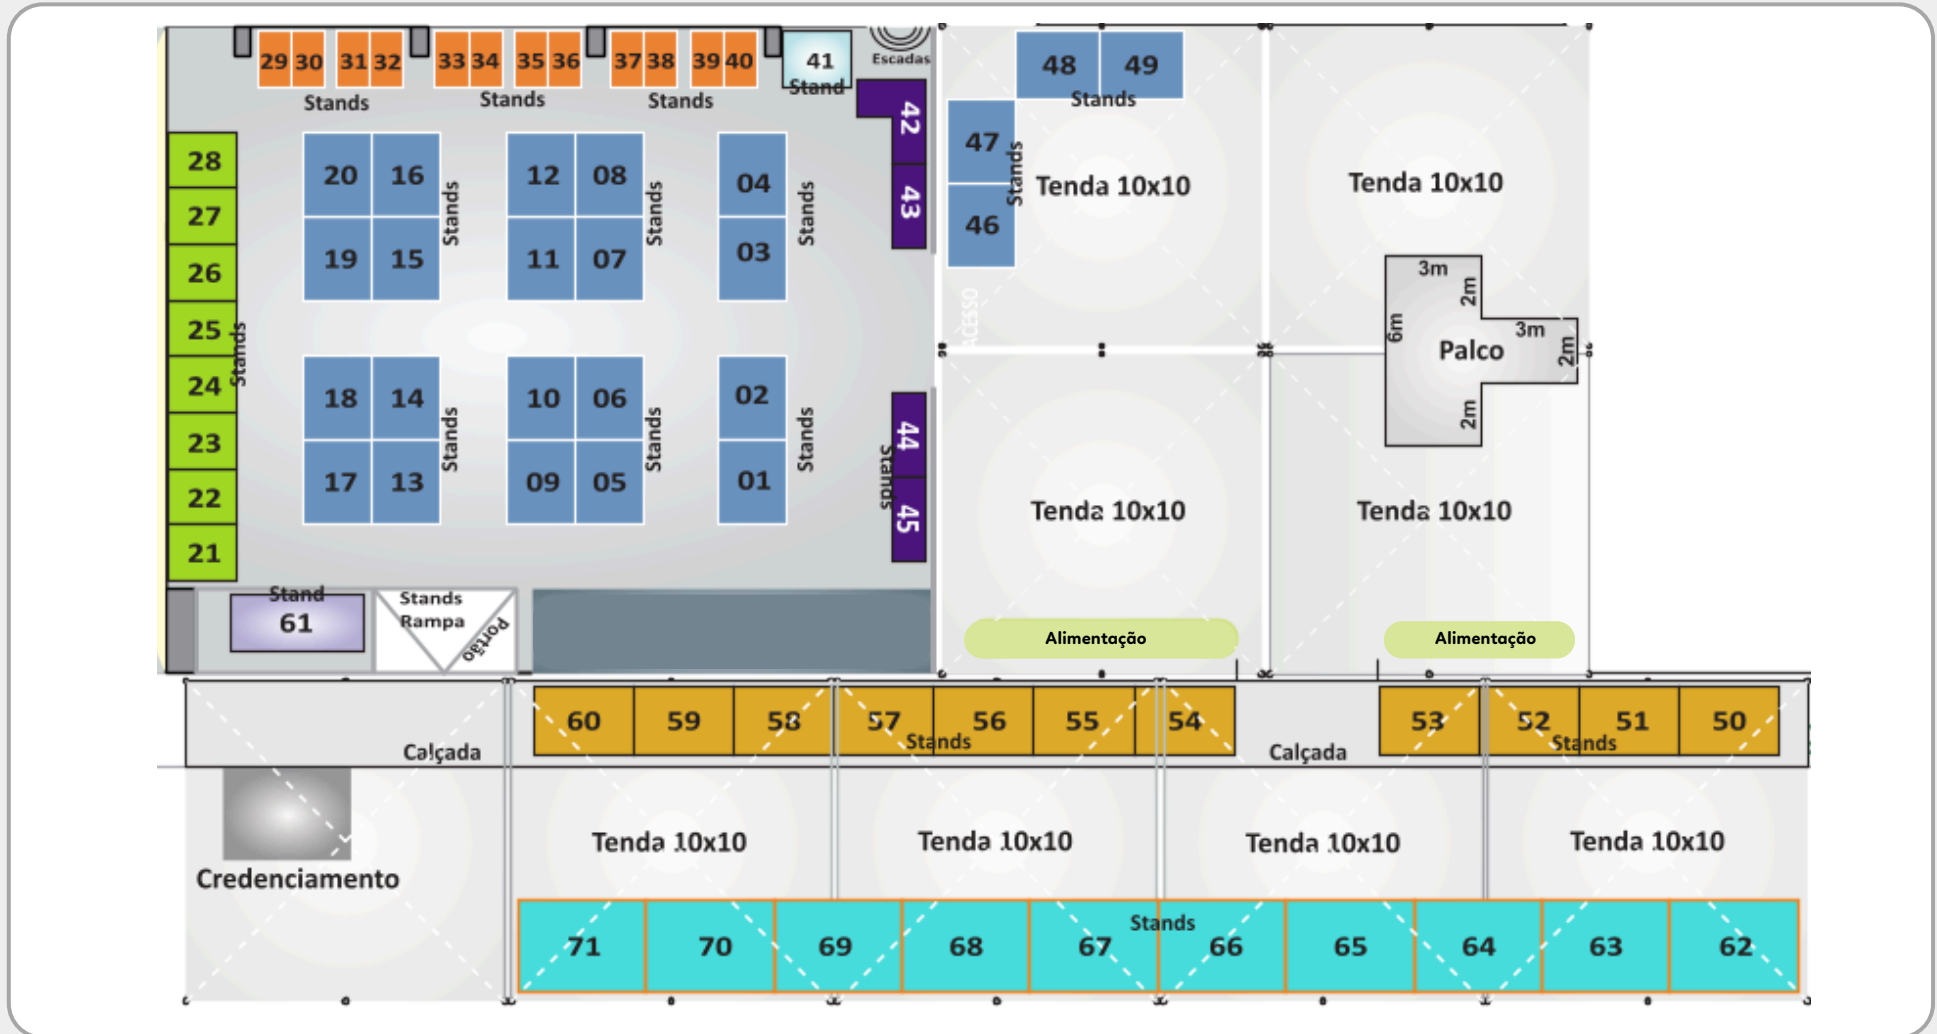 29 30 31 32 33 34 35 36 37 38 39 40 41 Escadas
Stands Stands Stands Stand
48 49
Stands
42
43
47
46
Stands
28
27
26
25
24
23
22
21
Stands
20 16
19 15
Stands
12 08
11 07
Stands
04
03
Stands
18 14
17 13
Stands
10 06
09 05
Stands
02
01
Stands
44
45
Stands
ACESSO
Tenda 10x10
Tenda 10x10
3m
2m
6m
3m
Palco
2m
2m
Tenda 10x10
Tenda 10x10
Stand
61
Stands
Rampa
Portão
Alimentação
Alimentação
60 59 58 57 56 55 54
Stands
53 52 51 50
Stands
Calçada
Calçada
Credenciamento
Tenda 10x10
Tenda 10x10
Tenda 10x10
Tenda 10x10
Stands
71 70 69 68 67 66 65 64 63 62